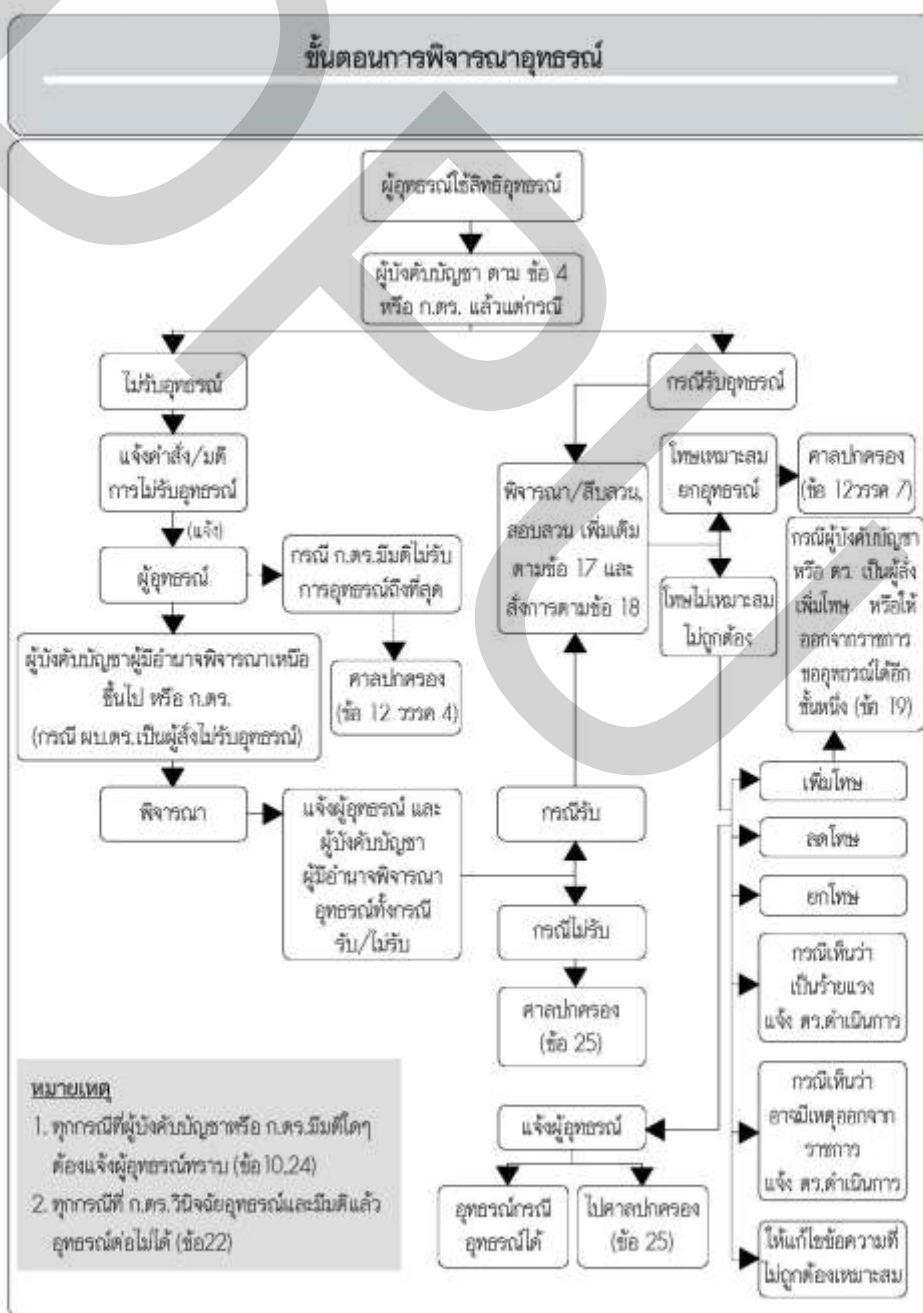 ขั้นตอนการพิจารณาอุทธรณ์
ผู้อุทธรณ์ใช้สิทธิอุทธรณ์
ผู้บังคับบัญชา ตาม ข้อ 4
หรือ ก.ตร. แล้วแต่กรณี
ไม่รับอุทธรณ์
กรณีรับอุทธรณ์
แจ้งคำสั่ง/มติ
การไม่รับอุทธรณ์
(แจ้ง)
ผู้อุทธรณ์
กรณี ก.ตร.มีมติไม่รับ
การอุทธรณ์ถึงที่สุด
ศาลปกครอง
(ข้อ 12 วรรค 4)
ผู้บังคับบัญชาผู้มีอำนาจพิจารณาเหนือ
ขึ้นไป หรือ ก.ตร.
(กรณี ผบ.ตร.เป็นผู้สั่งไม่รับอุทธรณ์)
พิจารณา
แจ้งผู้อุทธรณ์ และ
ผู้บังคับบัญชา
ผู้มีอำนาจพิจารณา
อุทธรณ์ทั้งกรณี
รับ/ไม่รับ
พิจารณา/สืบสวน,
สอบสวน เพิ่มเติม
ตามข้อ 17 และ
สั่งการตามข้อ 18
โทษเหมาะสม
ยกอุทธรณ์
ศาลปกครอง
(ข้อ 12วรรค 7)
โทษไม่เหมาะสม
ไม่ถูกต้อง
กรณีผู้บังคับบัญชา
หรือ ตร. เป็นผู้สั่ง
เพิ่มโทษ หรือให้
ออกจากราชการ
ขออุทธรณ์ได้อีก
ชั้นหนึ่ง (ข้อ 19)
กรณีรับ
กรณีไม่รับ
ศาลปกครอง
(ข้อ 25)
เพิ่มโทษ
ลดโทษ
ยกโทษ
กรณีเห็นว่า
เป็นร้ายแรง
แจ้ง ตร.ดำเนินการ
กรณีเห็นว่า
อาจมีเหตุออกจาก
ราชการ
แจ้ง ตร.ดำเนินการ
ให้แก้ไขข้อความที่
ไม่ถูกต้องเหมาะสม
แจ้งผู้อุทธรณ์
อุทธรณ์กรณี
อุทธรณ์ได้
ไปศาลปกครอง
(ข้อ 25)
หมายเหตุ
1. ทุกกรณีที่ผู้บังคับบัญชาหรือ ก.ตร.มีมติใดๆ
ต้องแจ้งผู้อุทธรณ์ทราบ (ข้อ10,24)
2. ทุกกรณีที่ ก.ตร.วินิจฉัยอุทธรณ์และมีมติแล้ว
อุทธรณ์ต่อไม่ได้ (ข้อ22)